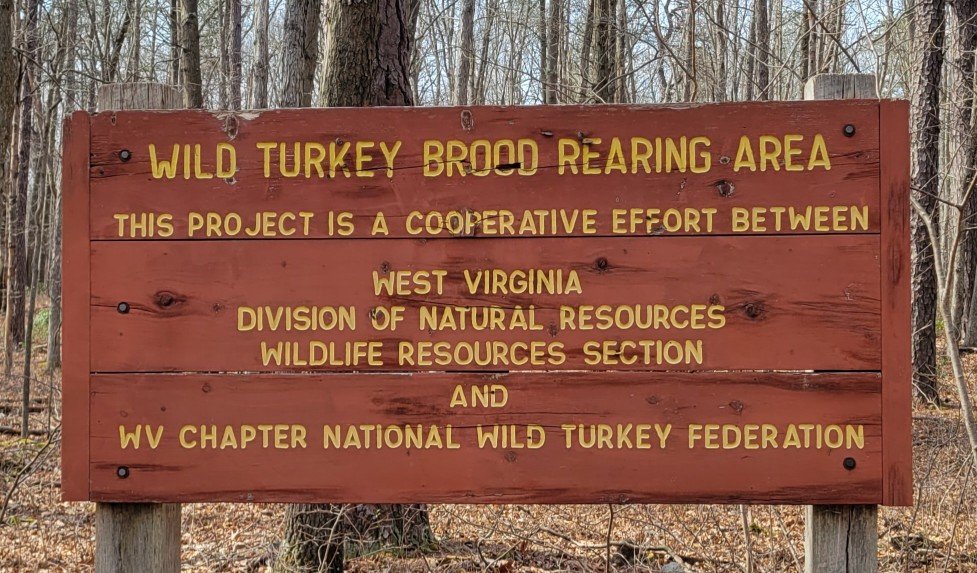 WILD TURKEY BROOD REARING AREA
THIS PROJECT IS A COOPERATIVE EFFORT BETWEEN
WEST VIRGINIA
DIVISION OF NATURAL RESOURCES
WILDLIFE RESOURCES SECTION
AND
WV CHAPTER NATIONAL WILD TURKEY FEDERATION